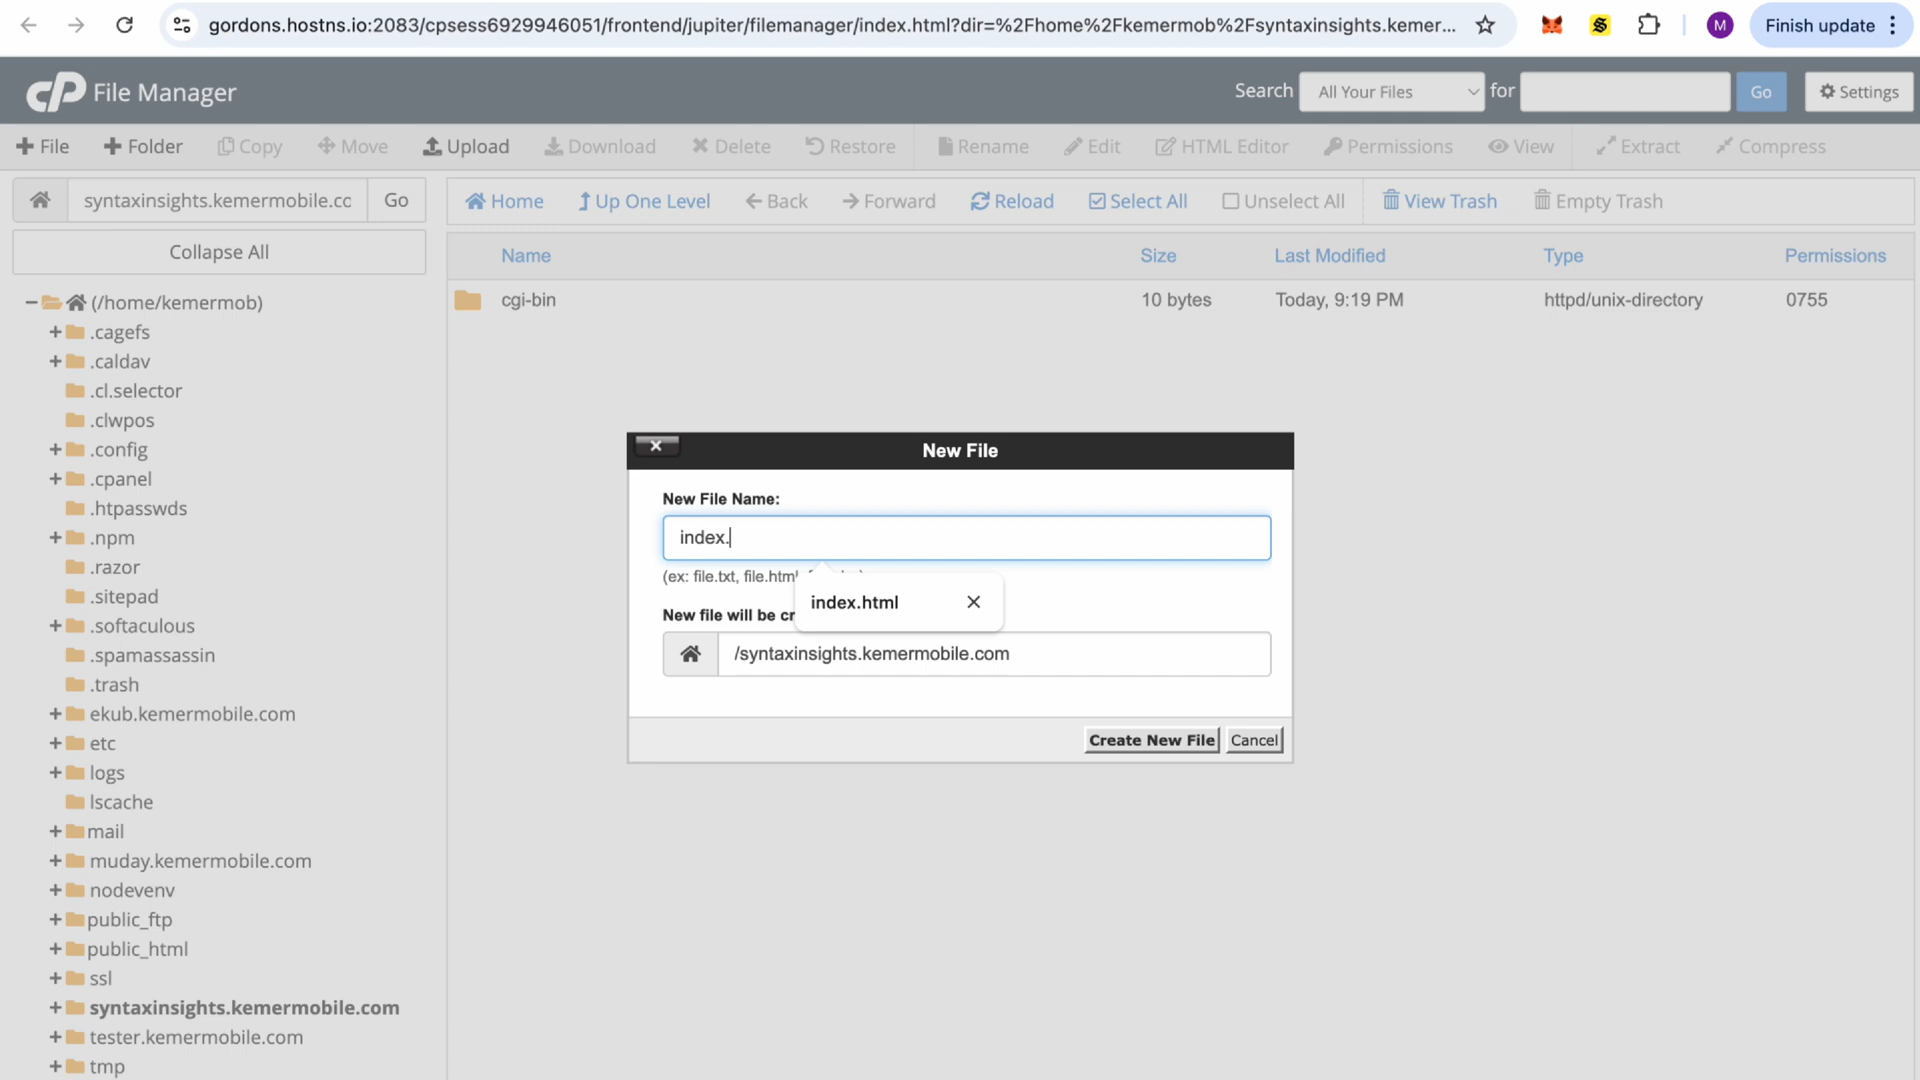 gordons.hostns.io:2083/cpsess6929946051/frontend/jupiter/filemanager/index.html?dir=%2Fhome%2Fkemermob%2Fsyntaxinsights.kemer...
M
Finish update
cP File Manager
Search
All Your Files
for
Go
Settings
File
Folder
Copy
Move
Upload
Download
Delete
Restore
Rename
Edit
HTML Editor
Permissions
View
Extract
Compress
syntaxinsights.kemermobile.cc
Go
Home
Up One Level
Back
Forward
Reload
Select All
Unselect All
View Trash
Empty Trash
Collapse All
Name
Size
Last Modified
Type
Permissions
cgi-bin
10 bytes
Today, 9:19 PM
httpd/unix-directory
0755
(/home/kemermob)
.cagefs
.caldav
.cl.selector
.clwpos
.config
.cpanel
.htpasswds
.npm
.razor
.sitepad
.softaculous
.spamassassin
.trash
ekub.kemermobile.com
etc
logs
lscache
mail
muday.kemermobile.com
nodevenv
public_ftp
public_html
ssl
syntaxinsights.kemermobile.com
tester.kemermobile.com
tmp
New File
New File Name:
index.
(ex: file.txt, file.html
index.html
New file will be cr
/syntaxinsights.kemermobile.com
Create New File
Cancel